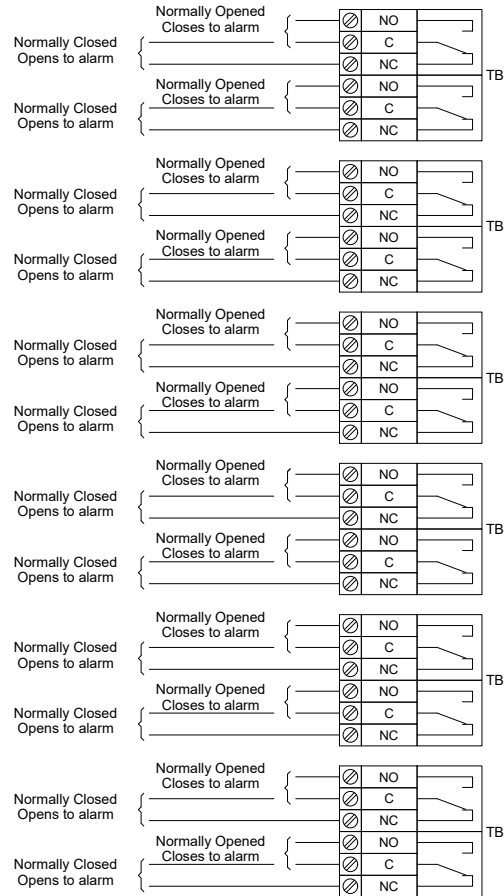 Normally Opened
Closes to alarm
NO
Normally Closed
Opens to alarm
C
NC
TB
Normally Opened
Closes to alarm
NO
Normally Closed
Opens to alarm
C
NC
Normally Opened
Closes to alarm
NO
Normally Closed
Opens to alarm
C
NC
TB
Normally Opened
Closes to alarm
NO
Normally Closed
Opens to alarm
C
NC
Normally Opened
Closes to alarm
NO
Normally Closed
Opens to alarm
C
NC
TB
Normally Opened
Closes to alarm
NO
Normally Closed
Opens to alarm
C
NC
Normally Opened
Closes to alarm
NO
Normally Closed
Opens to alarm
C
NC
TB
Normally Opened
Closes to alarm
NO
Normally Closed
Opens to alarm
C
NC
Normally Opened
Closes to alarm
NO
Normally Closed
Opens to alarm
C
NC
TB
Normally Opened
Closes to alarm
NO
Normally Closed
Opens to alarm
C
NC
Normally Opened
Closes to alarm
NO
Normally Closed
Opens to alarm
C
NC
TB
Normally Opened
Closes to alarm
NO
Normally Closed
Opens to alarm
C
NC